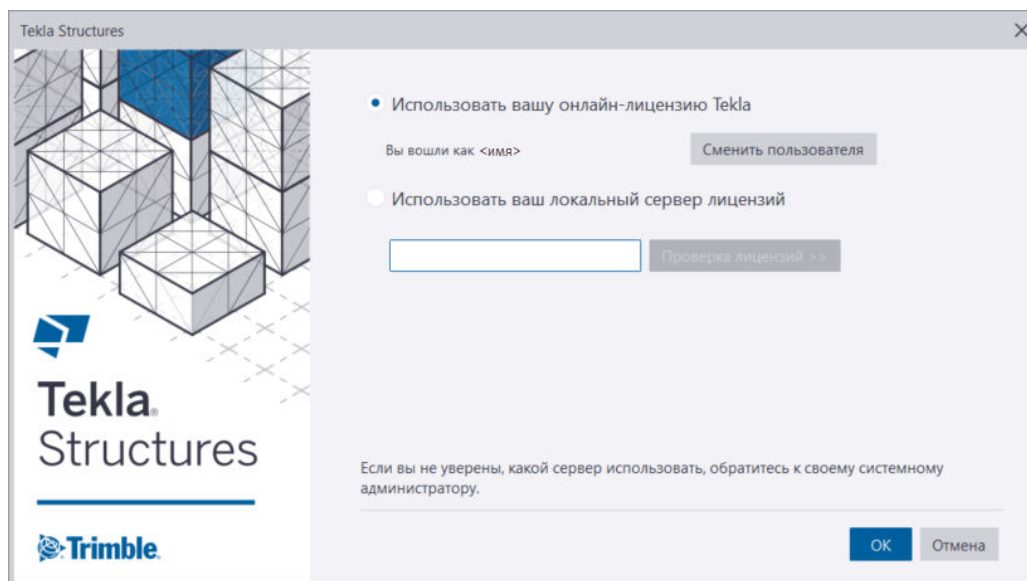 Tekla Structures
Использовать вашу онлайн-лицензию Tekla
Вы вошли как <имя>
Сменить пользователя
Использовать ваш локальный сервер лицензий
Проверка лицензий >>
Tekla®
Structures
Trimble.
Если вы не уверены, какой сервер использовать, обратитесь к своему системному
администратору.
OK
Отмена